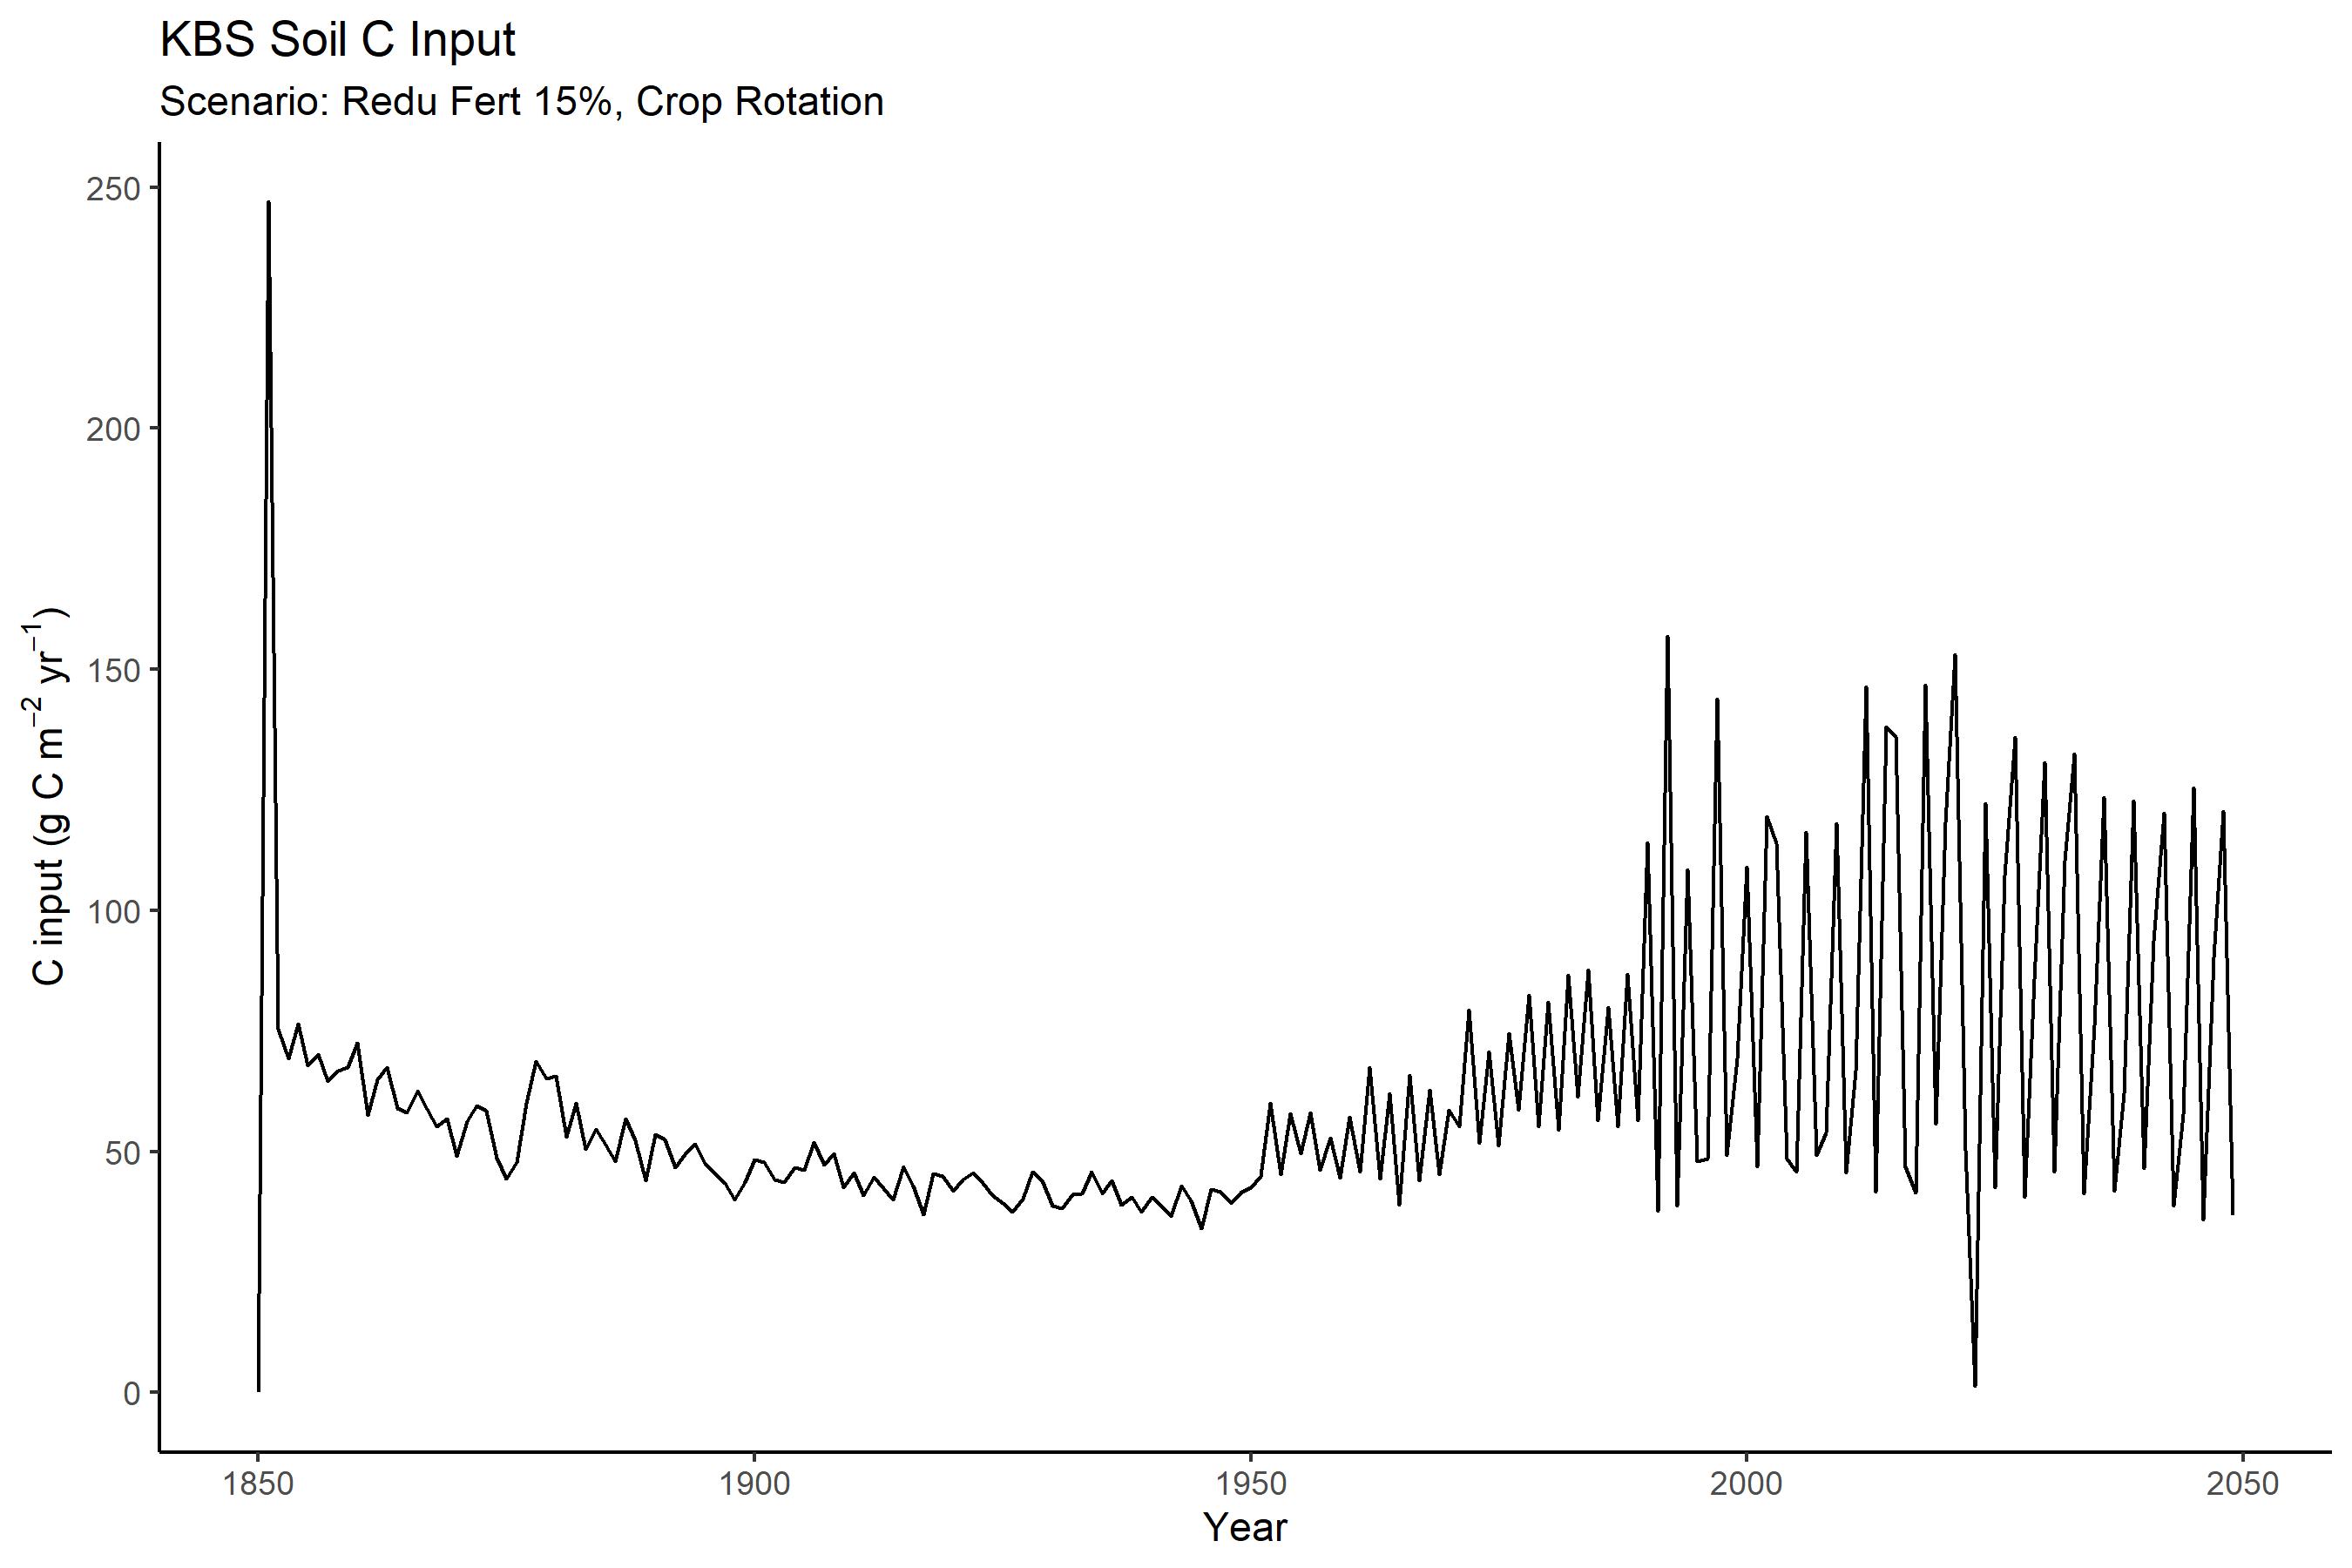 KBS Soil C Input
Scenario: Redu Fert 15%, Crop Rotation
250
200
150
100
50
0
C input (g C m⁻² yr⁻¹)
1850 1900 1950 2000 2050
Year